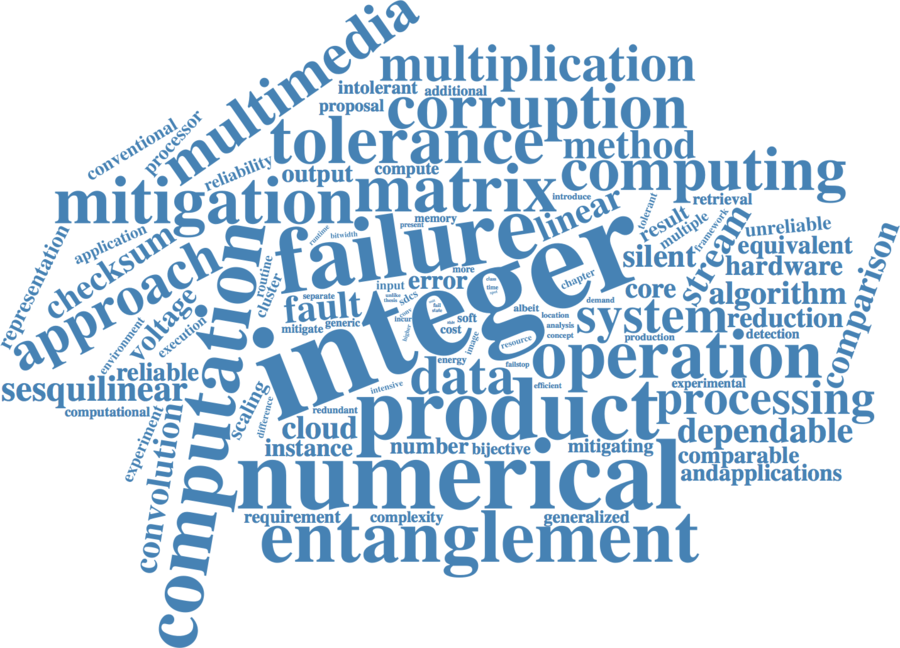 multimedia
multiplication
intolerant
additional
conventional
processor
proposal
corruption
tolerance
method
reliability
output
compute
computing
mitigation
matrix
introduce
retrieval
tolerant
memory
present
linear
result
multiple
framework
stream
unreliable
equivalent
representation
application
checksum
approach
computation
failure
runtime
bitwidth
integer
silent
hardware
comparison
routine
cluster
input
error
more
chapter
core
algorithm
separate
fault
mitigate
generic
sdcs
time
albeit
demand
soft
cost
incur
higher
location
analysis
concept
system
reduction
production
detection
environment
voltage
execution
image
resource
energy
failstop
operation
reliable
sesquilinear
computational
scaling
difference
data
intensive
efficient
experimental
processing
redundant
product
cloud
instance
number
bijective
mitigating
dependable
comparable
andapplications
experiment
convolution
numerical
requirement
complexity
generalized
entanglement